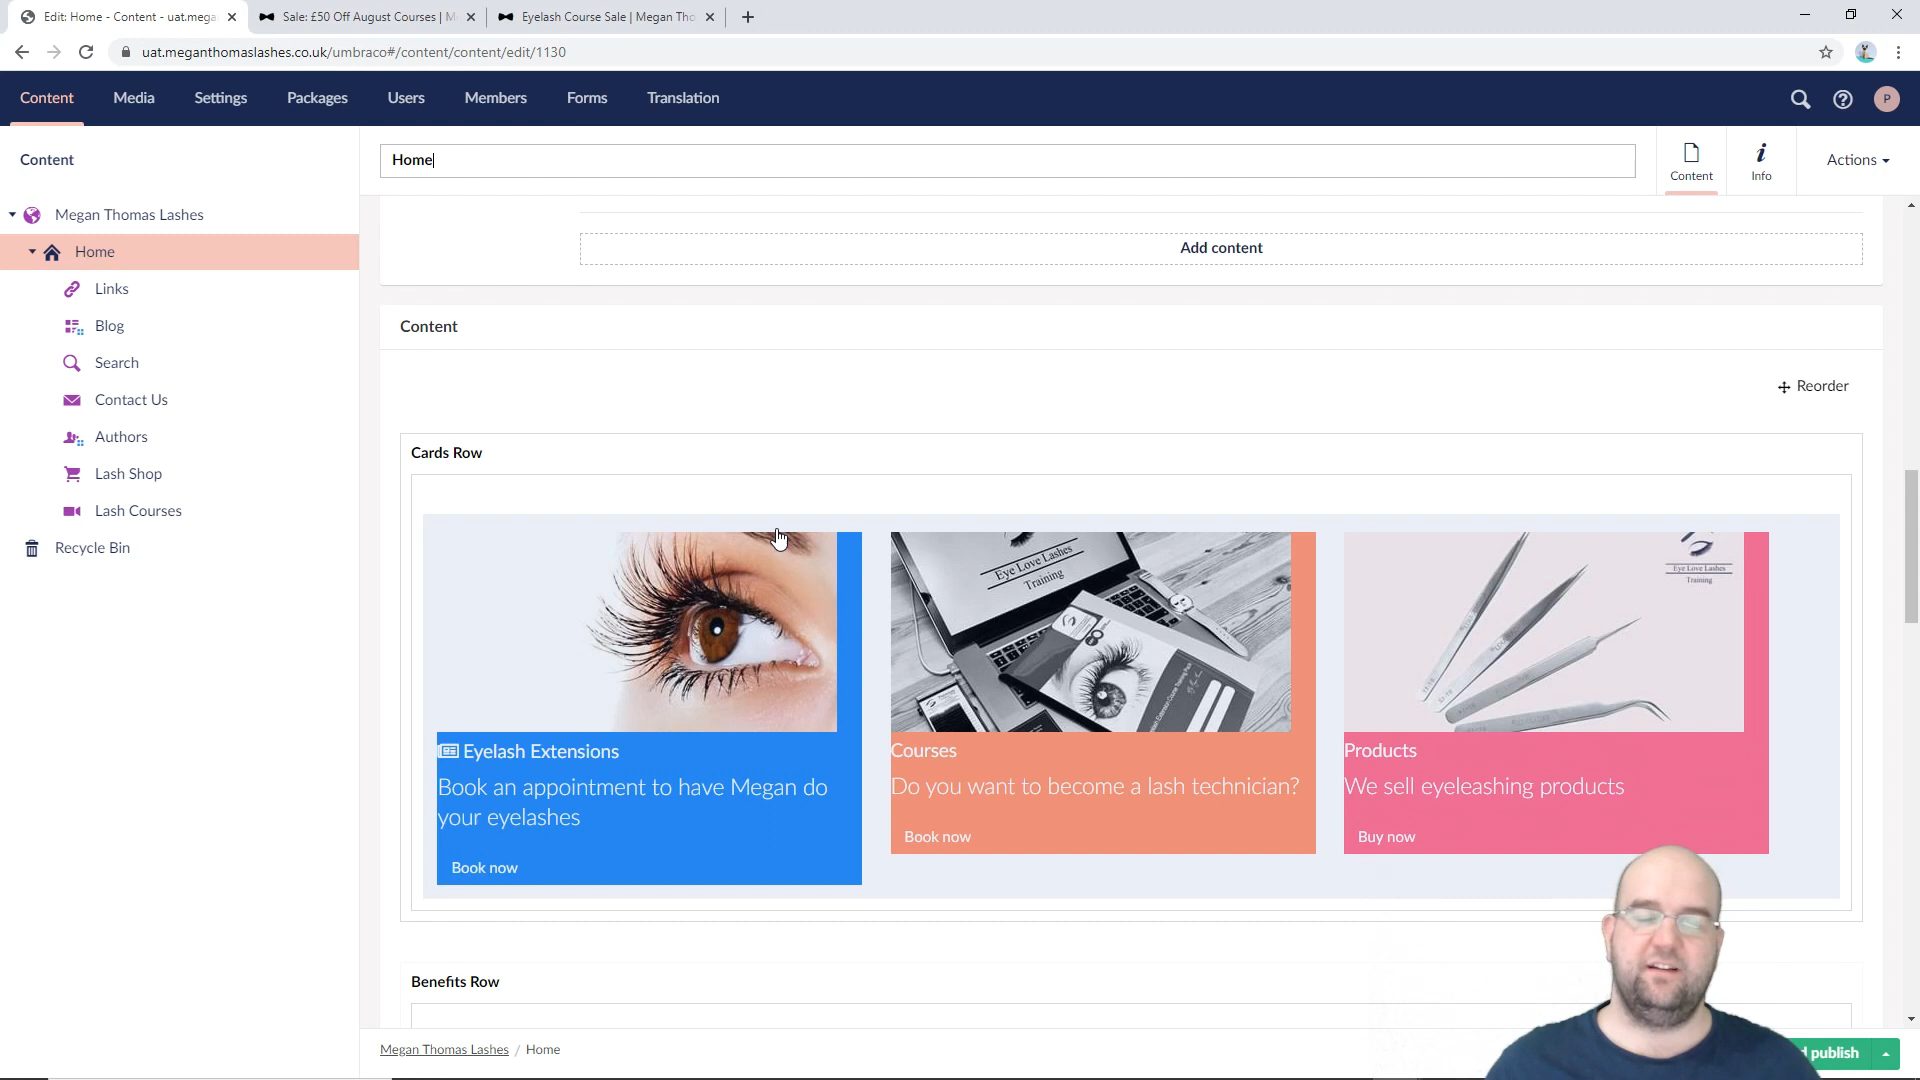 Edit: Home - Content - uat.mega
Sale: £50 Off August Courses | M
Eyelash Course Sale | Megan Tho
uat.meganthomaslashes.co.uk/umbraco#/content/content/edit/1130
Content
Media
Settings
Packages
Users
Members
Forms
Translation
P
Content
Home
Content
Info
Actions
Megan Thomas Lashes
Home
Links
Blog
Search
Contact Us
Authors
Lash Shop
Lash Courses
Recycle Bin
Add content
Content
Reorder
Cards Row
Eye Love Lashes
Training
Eye Love Lashes
Training
Eyelash Extensions
Book an appointment to have Megan do
your eyelashes
Book now
Courses
Do you want to become a lash technician?
Book now
Products
We sell eyeleashing products
Buy now
Benefits Row
Megan Thomas Lashes / Home
publish